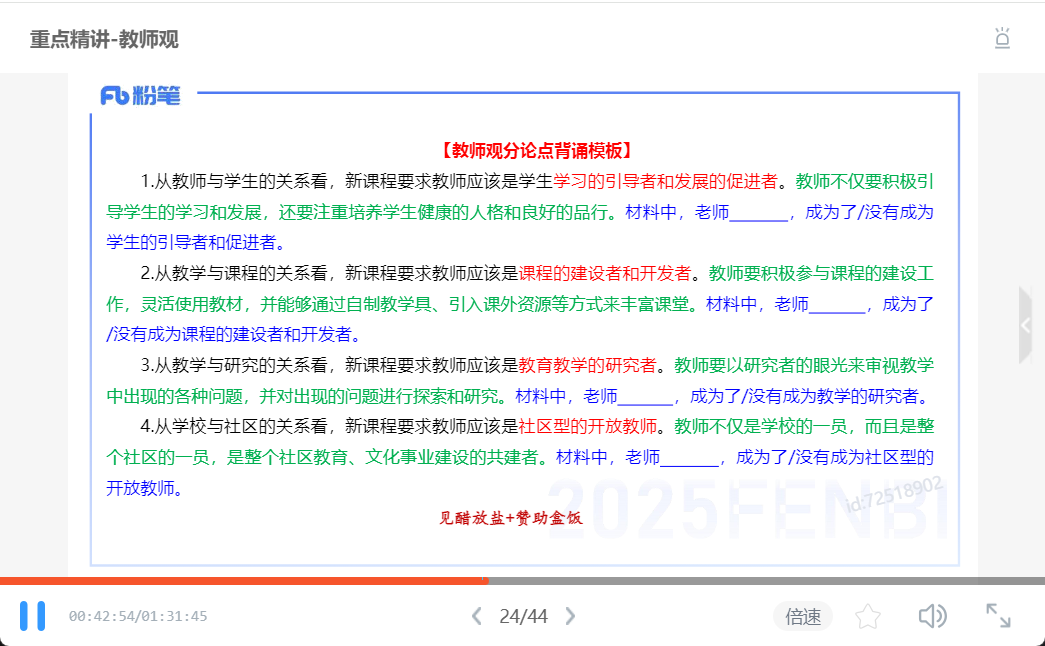 重点精讲-教师观
粉笔
【教师观分论点背诵模板】
1.从教师与学生的关系看，新课程要求教师应该是学生学习的引导者和发展的促进者。教师不仅要积极引
导学生的学习和发展，还要注重培养学生健康的人格和良好的品行。材料中，老师_______，成为了/没有成为
学生的引导者和促进者。
2.从教学与课程的关系看，新课程要求教师应该是课程的建设者和开发者。教师要积极参与课程的建设工
作，灵活使用教材，并能够通过自制教学具、引入课外资源等方式来丰富课堂。材料中，老师_______，成为了
/没有成为课程的建设者和开发者。
3.从教学与研究的关系看，新课程要求教师应该是教育教学的研究者。教师要以研究者的眼光来审视教学
中出现的各种问题，并对出现的问题进行探索和研究。材料中，老师_______，成为了/没有成为教学的研究者。
4.从学校与社区的关系看，新课程要求教师应该是社区型的开放教师。教师不仅是学校的一员，而且是整
个社区的一员，是整个社区教育、文化事业建设的共建者。材料中，老师_______，成为了/没有成为社区型的
开放教师。
见醋放盐+赞助盒饭
2025FENBI
id:72518902
00:42:54/01:31:45
24/44
倍速